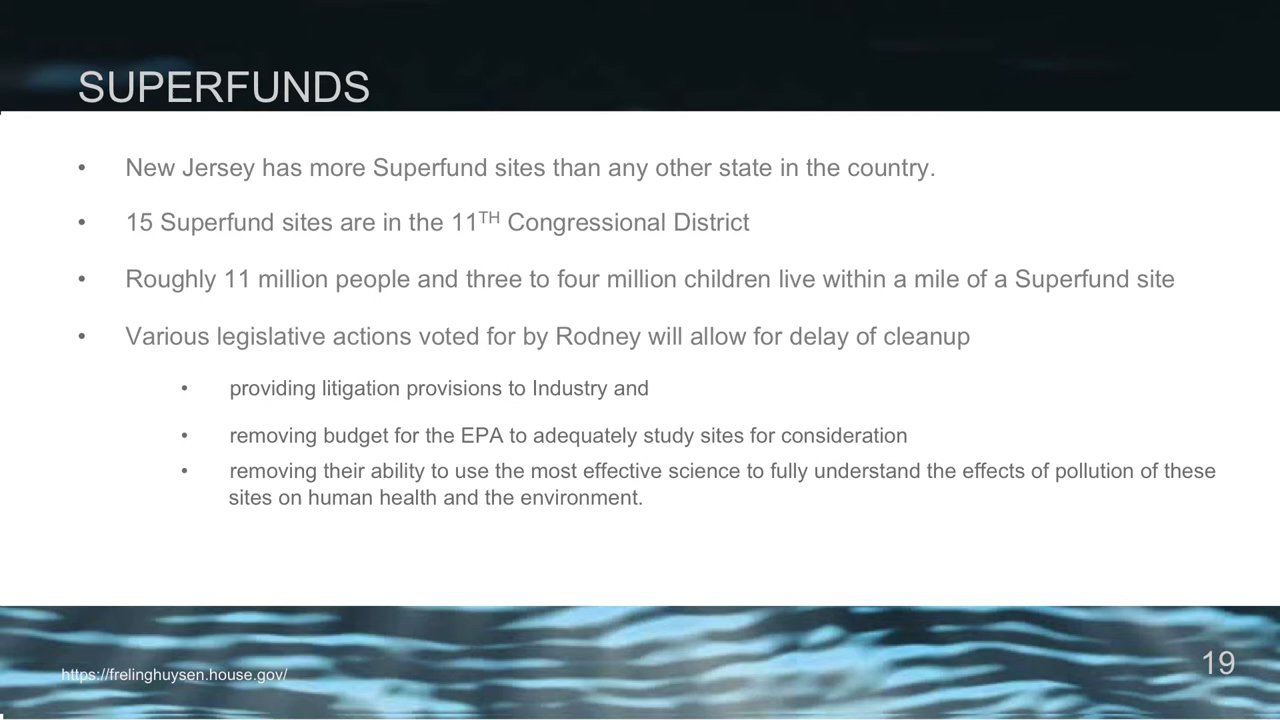 SUPERFUNDS
• New Jersey has more Superfund sites than any other state in the country.
• 15 Superfund sites are in the 11TH Congressional District
• Roughly 11 million people and three to four million children live within a mile of a Superfund site
• Various legislative actions voted for by Rodney will allow for delay of cleanup
• providing litigation provisions to Industry and
• removing budget for the EPA to adequately study sites for consideration
• removing their ability to use the most effective science to fully understand the effects of pollution of these
sites on human health and the environment.
https://frelinghuysen.house.gov/
19